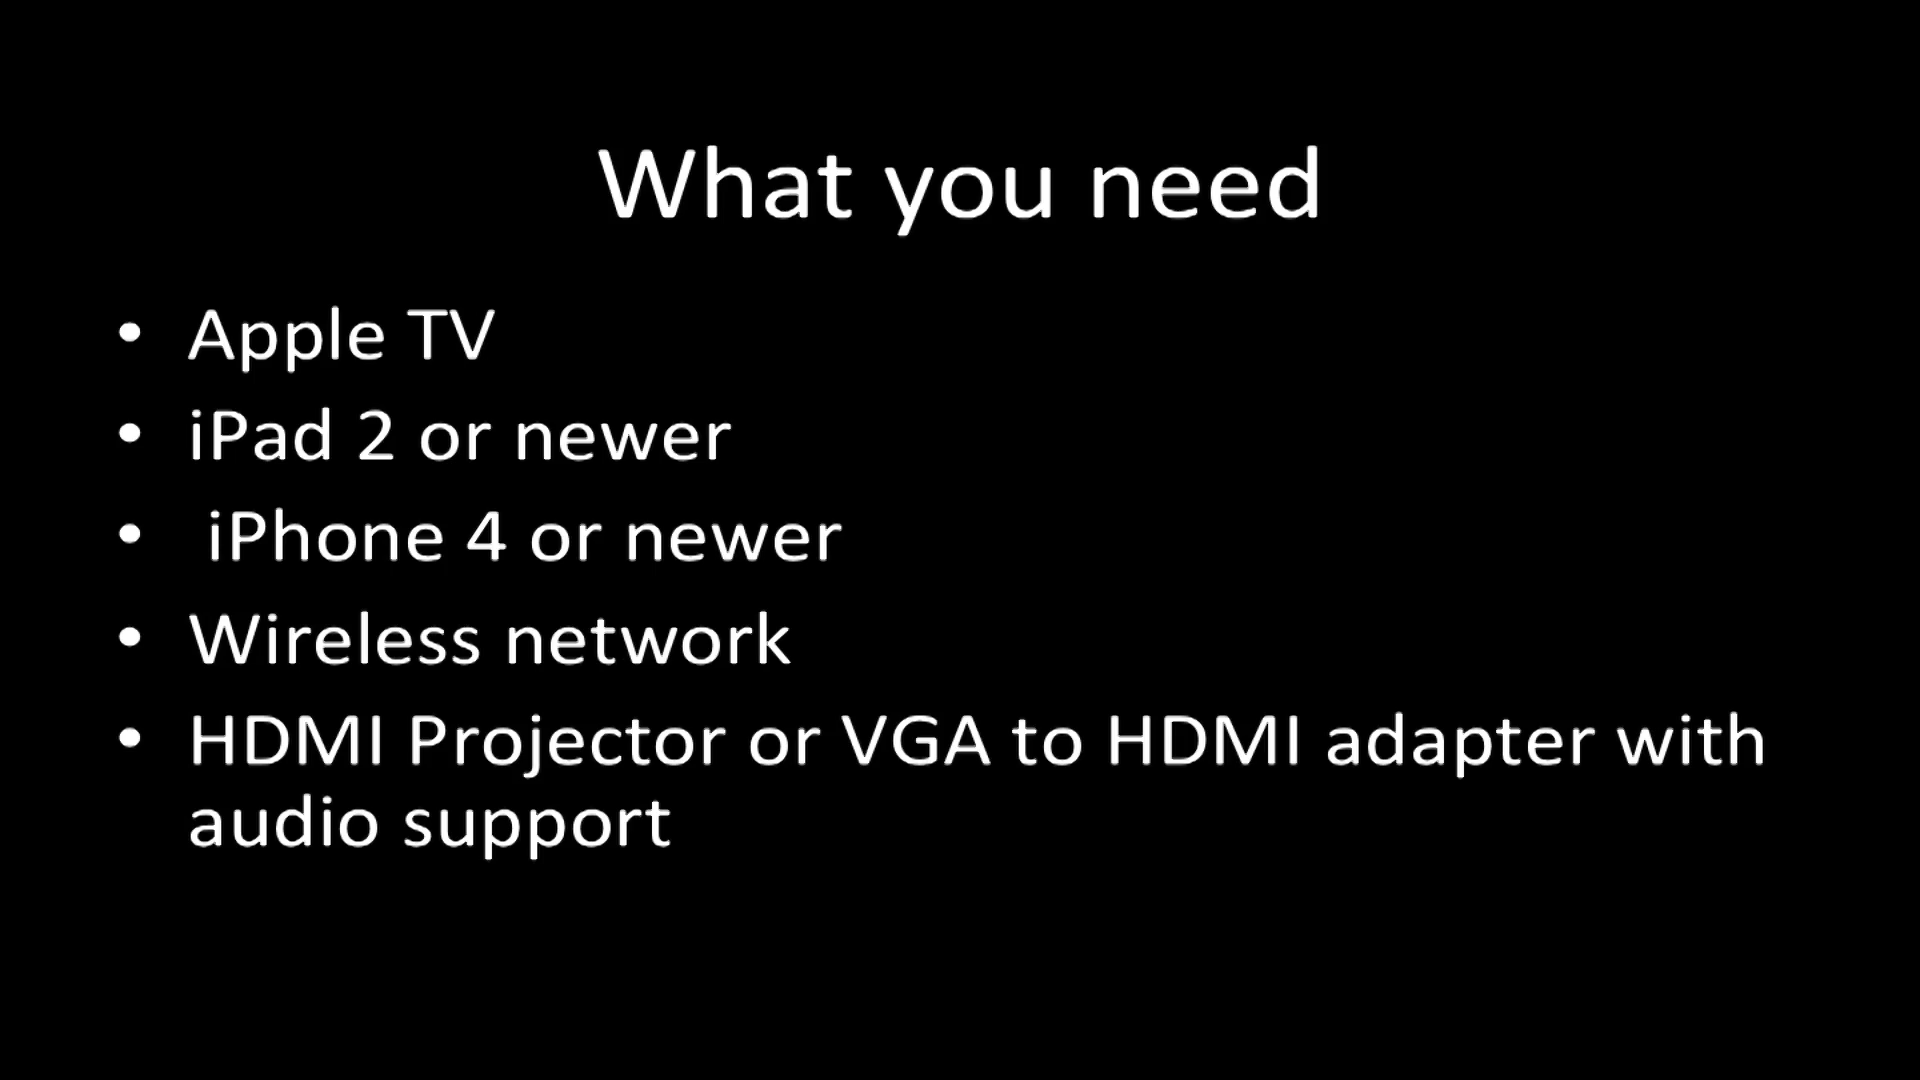 What you need
• Apple TV
• iPad 2 or newer
• iPhone 4 or newer
• Wireless network
• HDMI Projector or VGA to HDMI adapter with
audio support